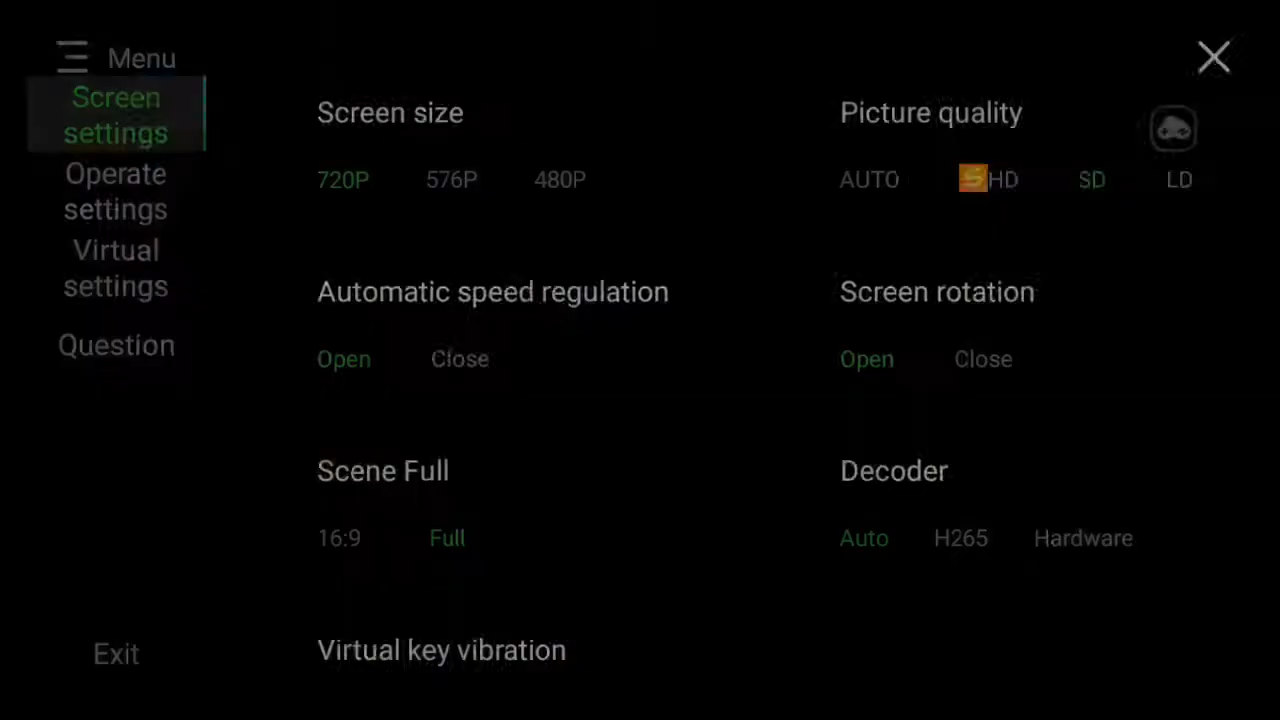 Menu
Screen
settings
Operate
settings
Virtual
settings
Question
Exit
Screen size
720P 576P 480P
Picture quality
AUTO S HD SD LD
Automatic speed regulation
Open Close
Screen rotation
Open Close
Scene Full
16:9 Full
Decoder
Auto H265 Hardware
Virtual key vibration